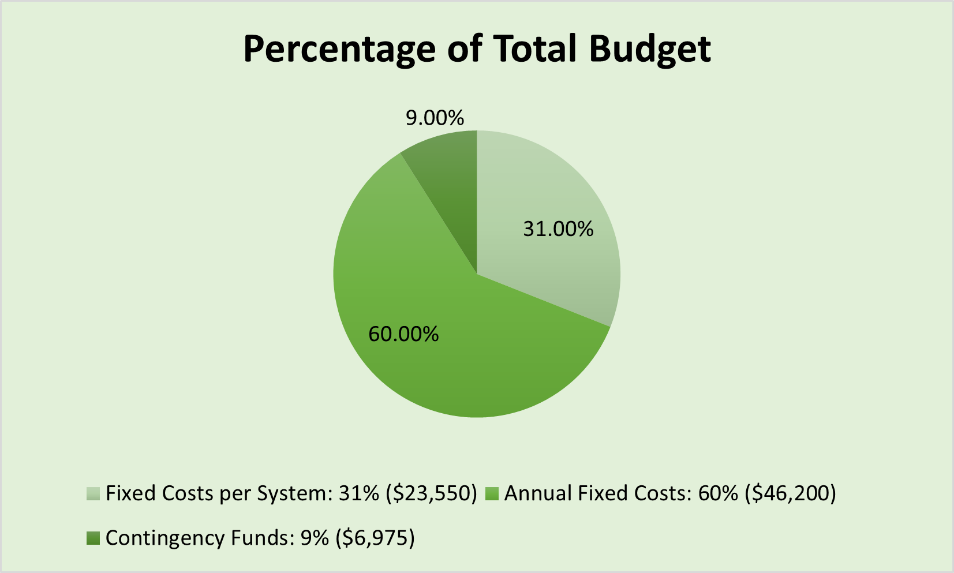 Percentage of Total Budget
9.00%
31.00%
60.00%
Fixed Costs per System: 31% ($23,550) Annual Fixed Costs: 60% ($46,200)
Contingency Funds: 9% ($6,975)